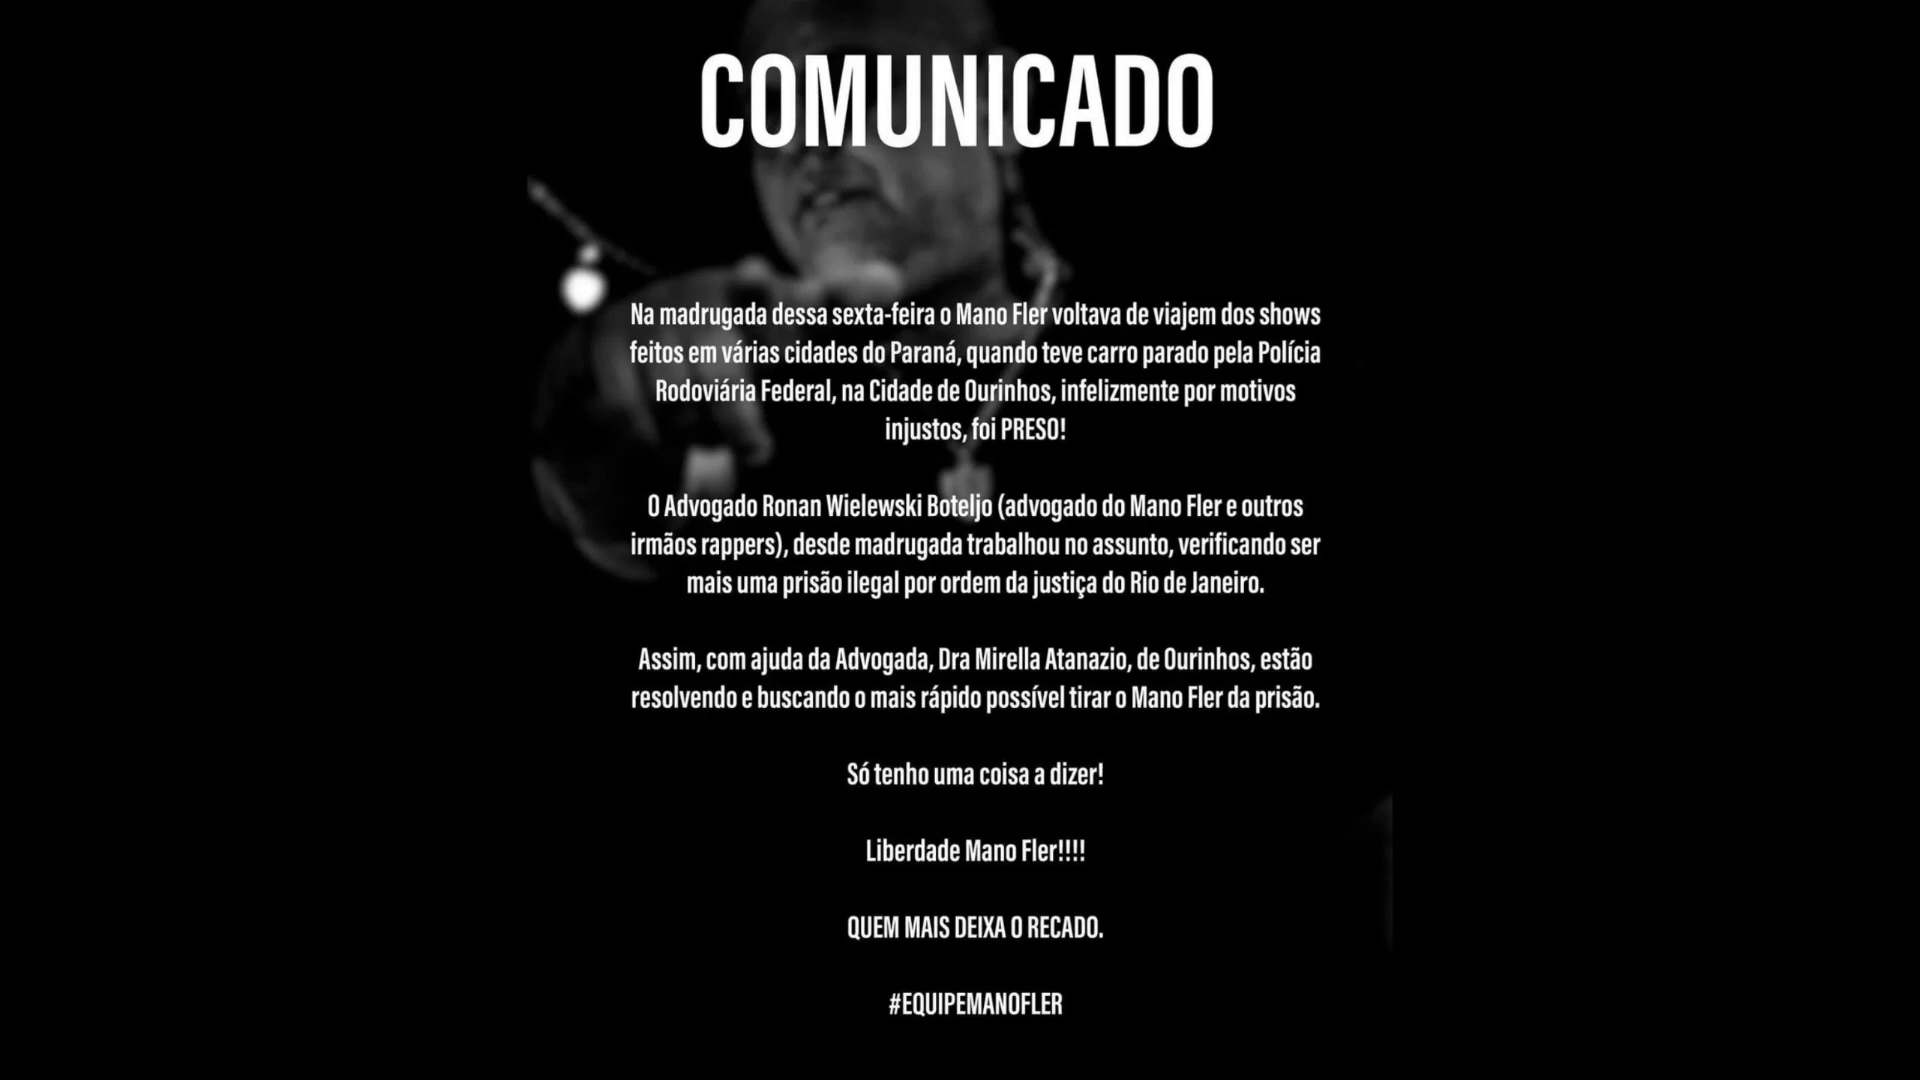 COMUNICADO
Na madrugada dessa sexta-feira o Mano Fler voltava de viajem dos shows
feitos em várias cidades do Paraná, quando teve carro parado pela Polícia
Rodoviária Federal, na Cidade de Ourinhos, infelizmente por motivos
injustos, foi PRESO!
O Advogado Ronan Wielewski Boteljo (advogado do Mano Fler e outros
irmãos rappers), desde madrugada trabalhou no assunto, verificando ser
mais uma prisão ilegal por ordem da justiça do Rio de Janeiro.
Assim, com ajuda da Advogada, Dra Mirella Atanazio, de Ourinhos, estão
resolvendo e buscando o mais rápido possível tirar o Mano Fler da prisão.
Só tenho uma coisa a dizer!
Liberdade Mano Fler!!!!
QUEM MAIS DEIXA O RECADO.
#EQUIPEMANOFLER